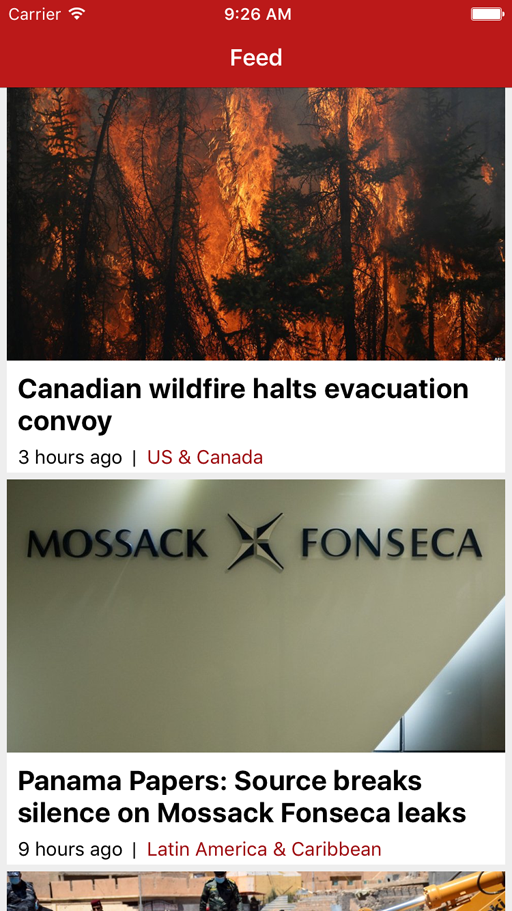 Carrier 9:26 AM
Feed
AFP
Canadian wildfire halts evacuation
convoy
3 hours ago | US & Canada
MOSSACK FONSECA
Panama Papers: Source breaks
silence on Mossack Fonseca leaks
9 hours ago | Latin America & Caribbean